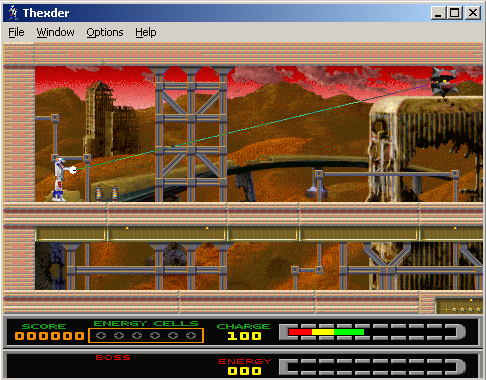 Thexder
File Window Options Help
SCORE ENERGY CELLS CHARGE
000000 100
BOSS ENERGY
000